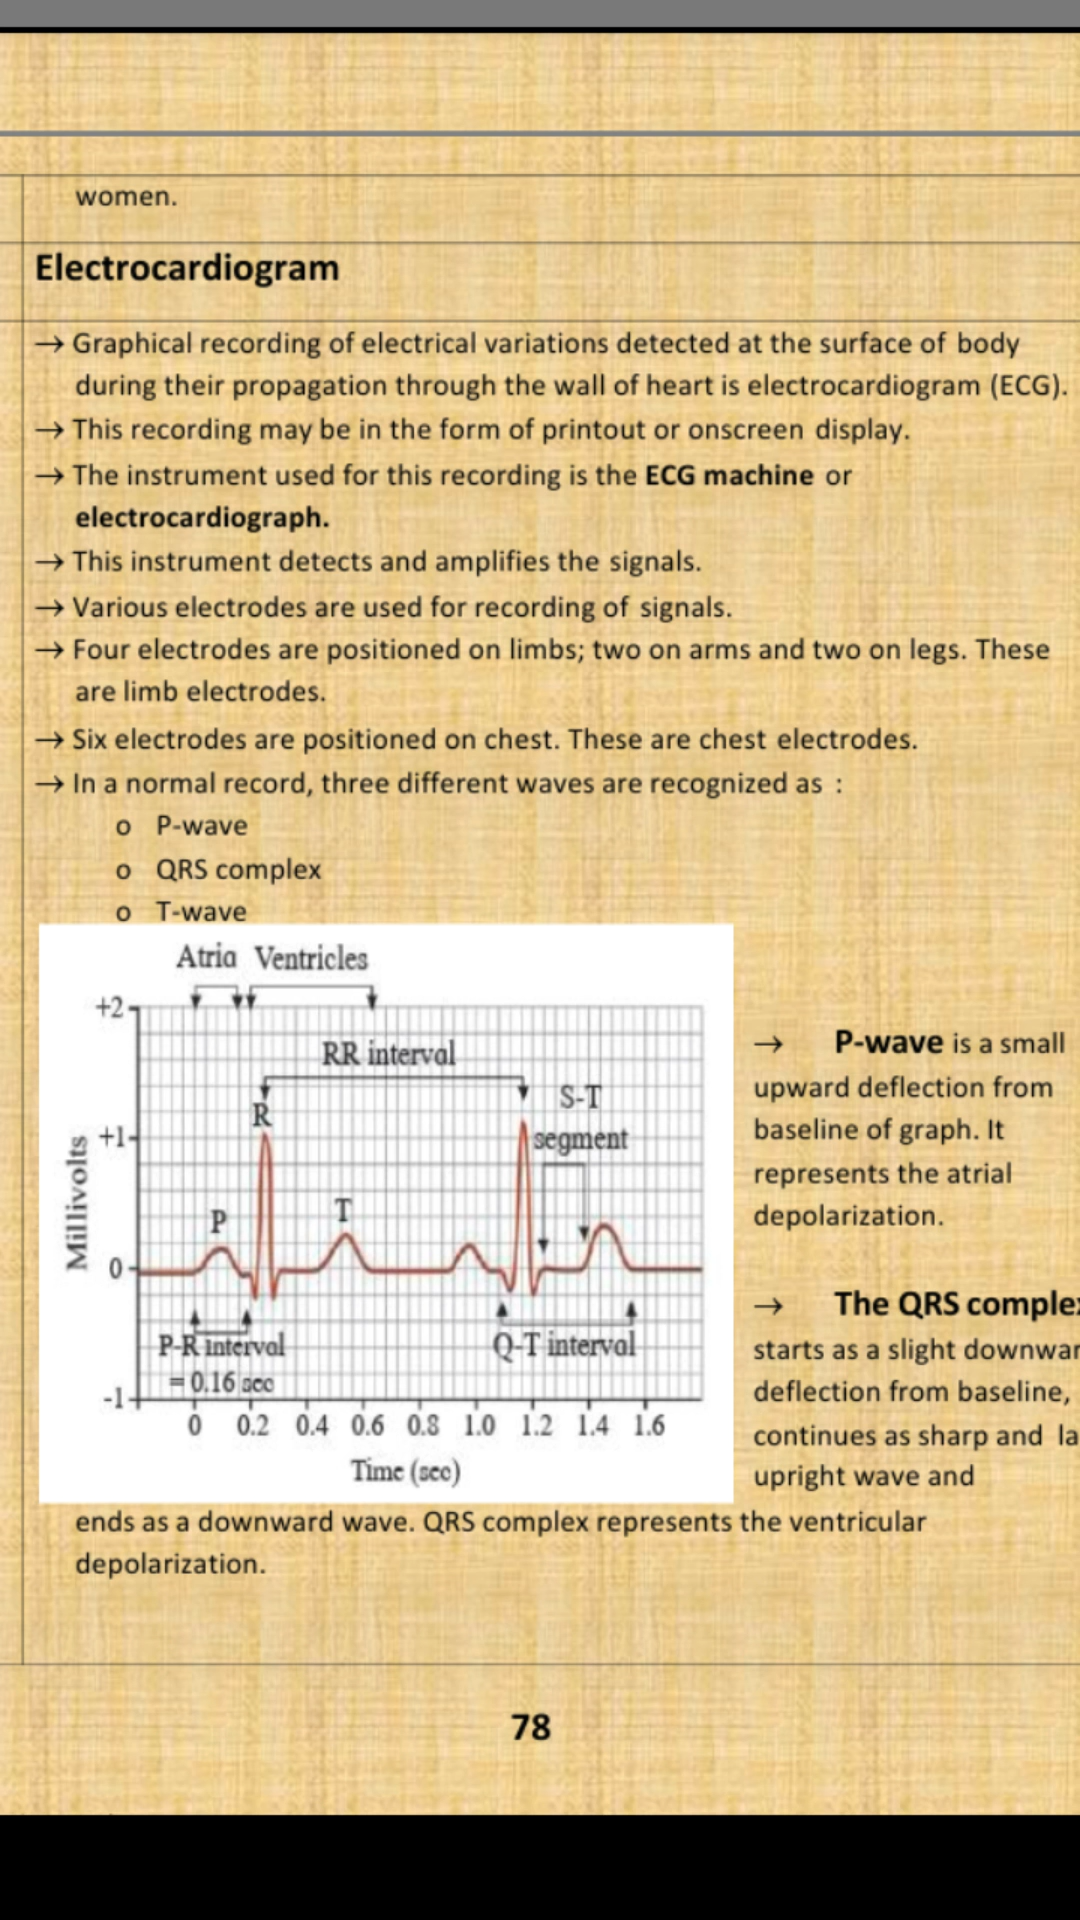 women.
Electrocardiogram
→ Graphical recording of electrical variations detected at the surface of body
during their propagation through the wall of heart is electrocardiogram (ECG).
→ This recording may be in the form of printout or onscreen display.
→ The instrument used for this recording is the ECG machine or
electrocardiograph.
→ This instrument detects and amplifies the signals.
→ Various electrodes are used for recording of signals.
→ Four electrodes are positioned on limbs; two on arms and two on legs. These
are limb electrodes.
→ Six electrodes are positioned on chest. These are chest electrodes.
→ In a normal record, three different waves are recognized as :
o P-wave
o QRS complex
o T-wave
Atria Ventricles
+2
RR interval
R
S-T
segment
+1
Millivolts
P
T
0
P-R interval
= 0.16 sec
Q-T interval
-1
0 0.2 0.4 0.6 0.8 1.0 1.2 1.4 1.6
Time (sec)
→ P-wave is a small
upward deflection from
baseline of graph. It
represents the atrial
depolarization.
→ The QRS comple
starts as a slight downwar
deflection from baseline,
continues as sharp and la
upright wave and
ends as a downward wave. QRS complex represents the ventricular
depolarization.
78